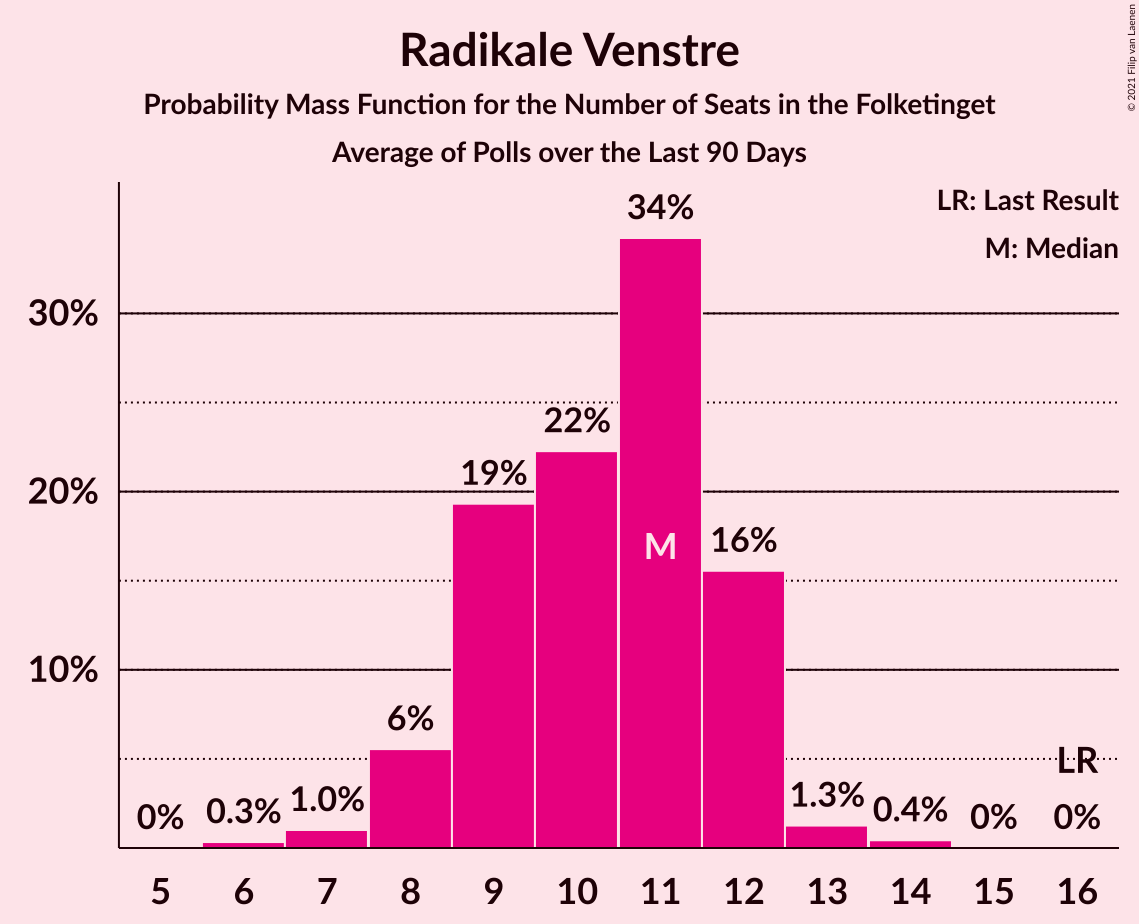 Radikale Venstre
Probability Mass Function for the Number of Seats in the Folketinget
Average of Polls over the Last 90 Days
© 2021 Filip van Laenen
LR: Last Result
M: Median
34%
30%
22%
19%
20%
16%
M
10%
6%
LR
0%
0.3%
1.0%
1.3%
0.4%
0%
0%
5 6 7 8 9 10 11 12 13 14 15 16